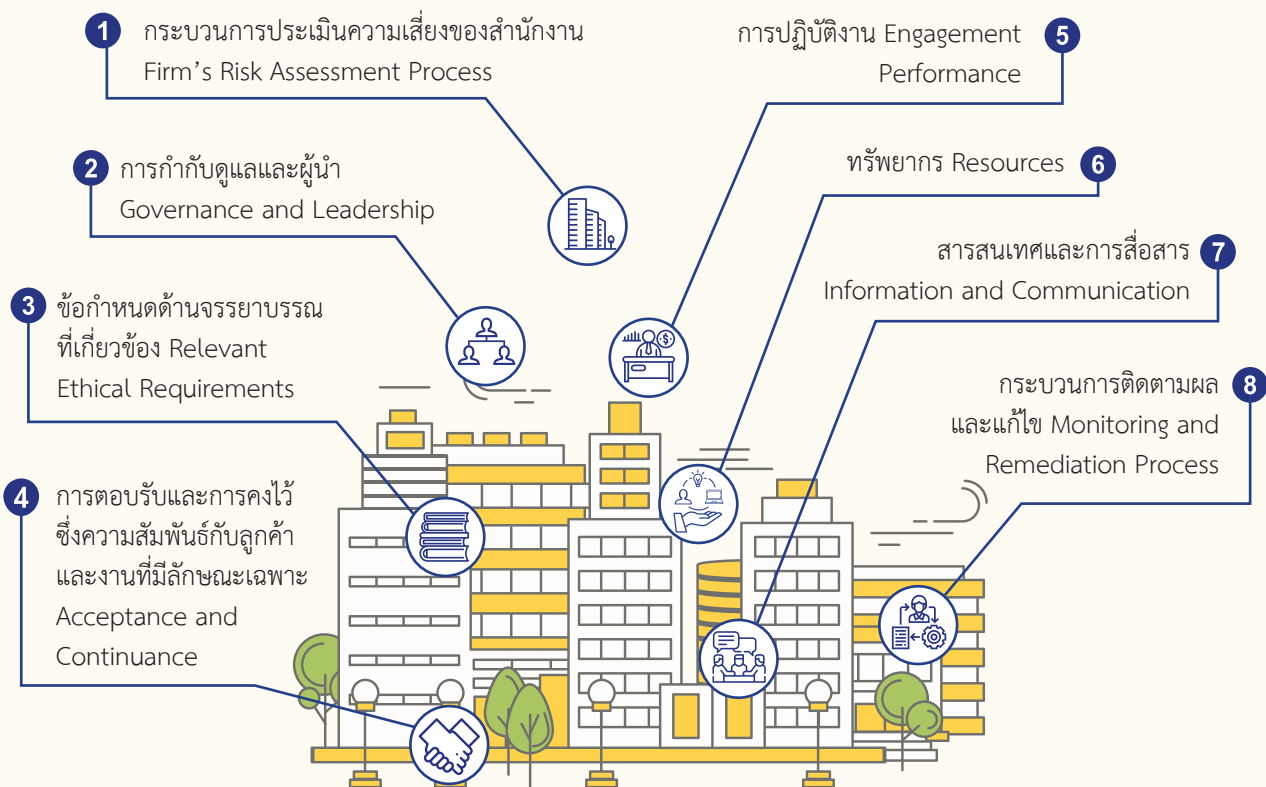 1
กระบวนการประเมินความเสี่ยงของสำนักงาน
Firm's Risk Assessment Process
2
การกำกับดูแลและผู้นำ
Governance and Leadership
3
ข้อกำหนดด้านจรรยาบรรณ
ที่เกี่ยวข้อง Relevant
Ethical Requirements
4
การตอบรับและการคงไว้
ซึ่งความสัมพันธ์กับลูกค้า
และงานที่มีลักษณะเฉพาะ
Acceptance and
Continuance
การปฏิบัติงาน Engagement
Performance
5
ทรัพยากร Resources
6
สารสนเทศและการสื่อสาร
Information and Communication
7
กระบวนการติดตามผล
และแก้ไข Monitoring and
Remediation Process
8
$